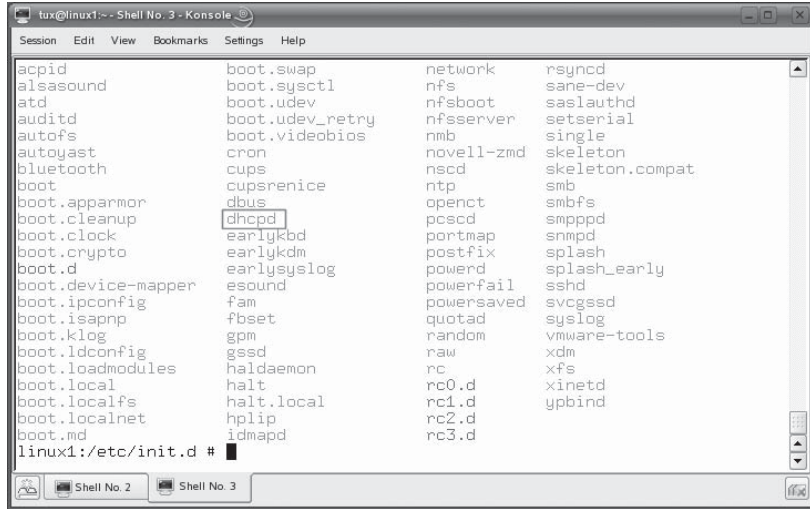 tux@linux1:~ - Shell No. 3 - Konsole
Session Edit View Bookmarks Settings Help
acpid boot.swap network rsyncd
alsasound boot.sysctl nfs sane-dev
atd boot.udev nfsboot saslauthd
auditd boot.udev_retry nfsserver setserial
autofs boot.videobios nmb single
autoyast cron novell-zmd skeleton
bluetooth cups nscd skeleton.compat
boot cupsrenice ntp smb
boot.apparmor dbus openct smbfs
boot.cleanup dhcpd pcscd smpppd
boot.clock earlykbd portmap snmpd
boot.crypto earlykdm postfix splash
boot.d earlysyslog powerd splash_early
boot.device-mapper esound powerfail sshd
boot.ipconfig fam powersaved svcgssd
boot.isapnp fbset quotad syslog
boot.klog gpm random vmware-tools
boot.ldconfig gssd raw xdm
boot.loadmodules haldaemon rc xfs
boot.local halt rc0.d xinetd
boot.localfs halt.local rc1.d ypbind
boot.localnet hplip rc2.d
boot.md idmapd rc3.d
linux1:/etc/init.d #
Shell No. 2 Shell No. 3